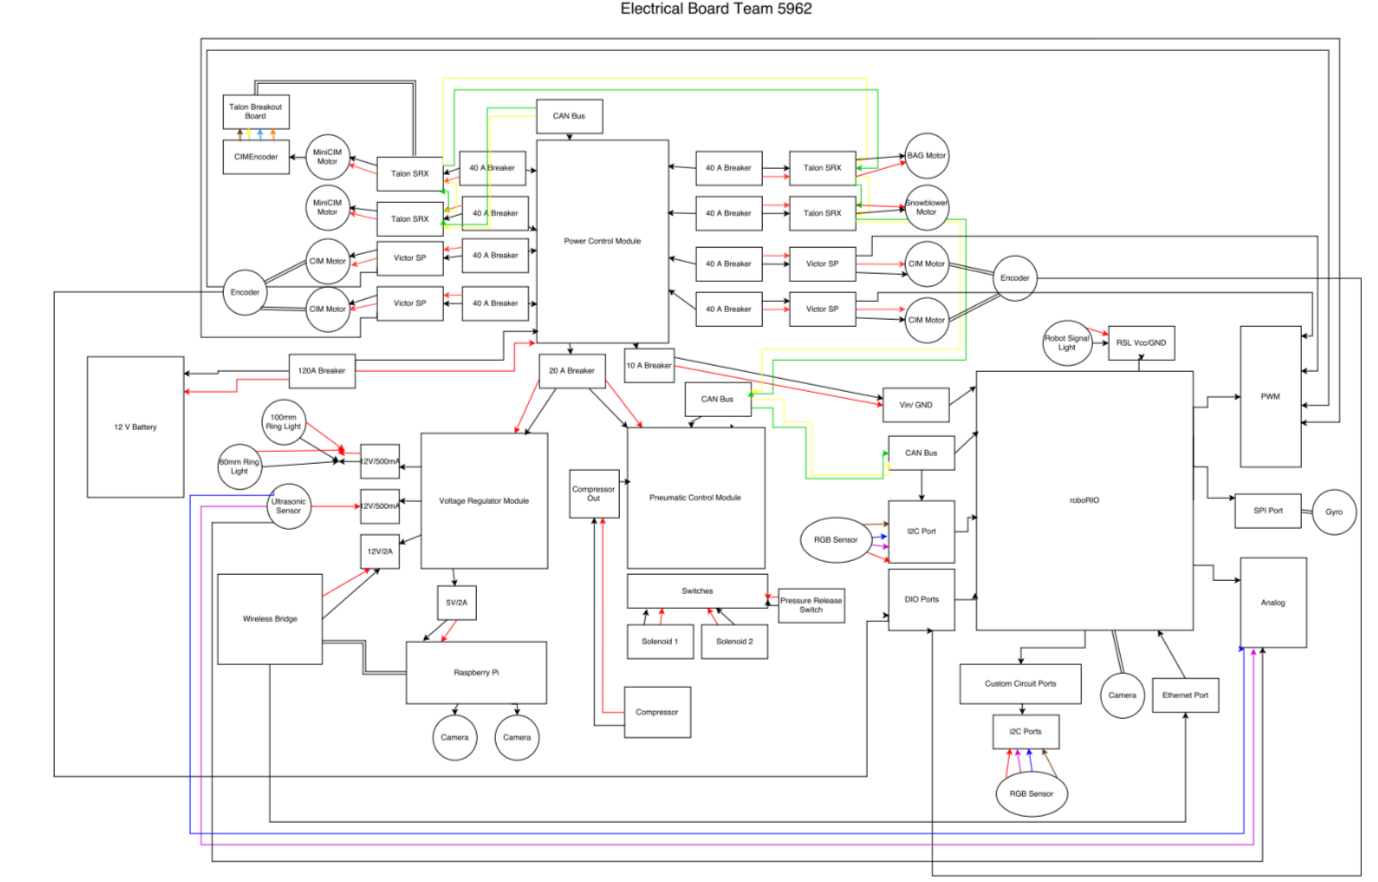 Electrical Board Team 5962
Talon Breakout
Board
CIMEncoder
MiniCIM
Motor
Talon SRX
40 A Breaker
CAN Bus
40 A Breaker
Talon SRX
BAG Motor
MiniCIM
Motor
Talon SRX
40 A Breaker
40 A Breaker
Talon SRX
Snowblower
Motor
Power Control Module
CIM Motor
Victor SP
40 A Breaker
40 A Breaker
Victor SP
CIM Motor
Encoder
Encoder
CIM Motor
Victor SP
40 A Breaker
40 A Breaker
Victor SP
CIM Motor
Robot Signal
Light
RSL Vcc/GND
120A Breaker
20 A Breaker
10 A Breaker
12 V Battery
CAN Bus
Vin/ GND
PWM
100mm
Ring Light
60mm Ring
Light
12V/500mA
CAN Bus
Ultrasonic
Sensor
12V/500mA
Voltage Regulator Module
Compressor
Out
Pneumatic Control Module
roboRIO
SPI Port
Gyro
RGB Sensor
I2C Port
12V/2A
5V/2A
Switches
Pressure Release
Switch
DIO Ports
Analog
Wireless Bridge
Solenoid 1
Solenoid 2
Raspberry Pi
Custom Circuit Ports
Camera
Ethernet Port
Compressor
Camera
Camera
I2C Ports
RGB Sensor